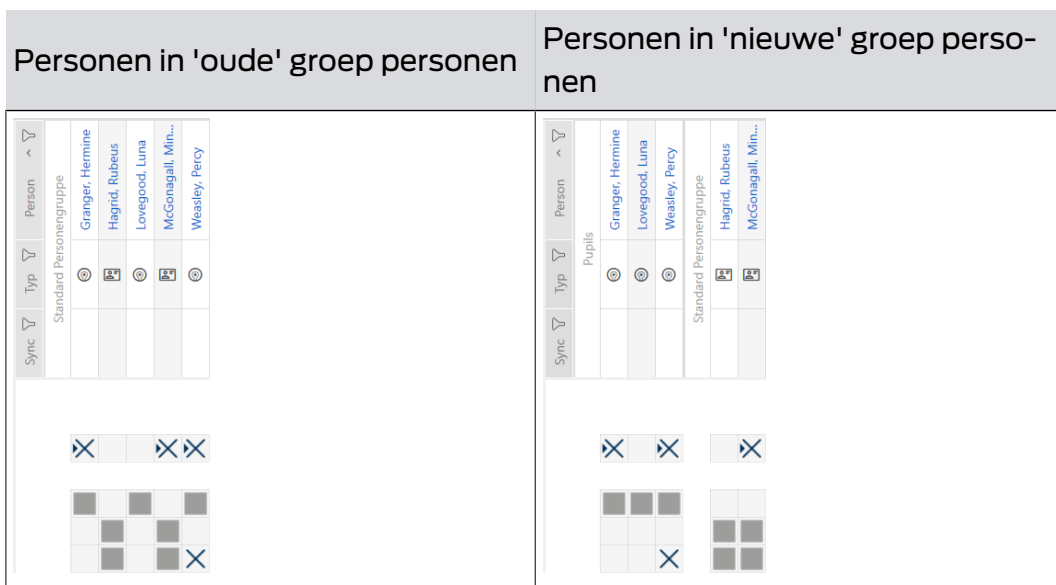 Personen in 'oude' groep personen
Personen in 'nieuwe' groep perso-
nen
Sync Typ Person
Standard Personengruppe
Granger, Hermine
Hagrid, Rubeus
Lovegood, Luna
McGonagall, Min...
Weasley, Percy
Sync Typ Person
Pupils
Granger, Hermine
Lovegood, Luna
Weasley, Percy
Standard Personengruppe
Hagrid, Rubeus
McGonagall, Min...